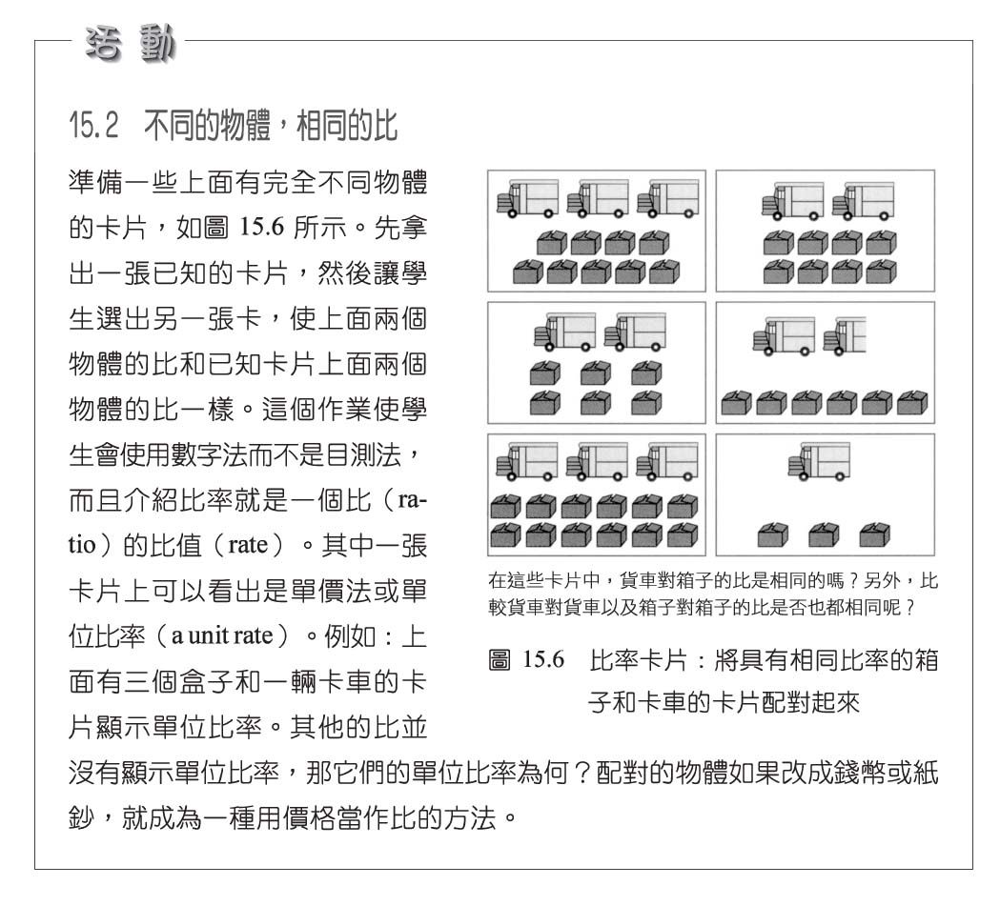 活動
15.2 不同的物體，相同的比
準備一些上面有完全不同物體
的卡片，如圖 15.6 所示。先拿
出一張已知的卡片，然後讓學
生選出另一張卡，使上面兩個
物體的比和已知卡片上面兩個
物體的比一樣。這個作業使學
生會使用數字法而不是目測法，
而且介紹比率就是一個比（ra-
tio）的比值（rate）。其中一張
卡片上可以看出是單價法或單
位比率（a unit rate）。例如：上
面有三個盒子和一輛卡車的卡
片顯示單位比率。其他的比並
沒有顯示單位比率，那它們的單位比率為何？配對的物體如果改成錢幣或紙
鈔，就成為一種用價格當作比的方法。
在這些卡片中，貨車對箱子的比是相同的嗎？另外，比
較貨車對貨車以及箱子對箱子的比是否也都相同呢？
圖 15.6 比率卡片：將具有相同比率的箱
子和卡車的卡片配對起來